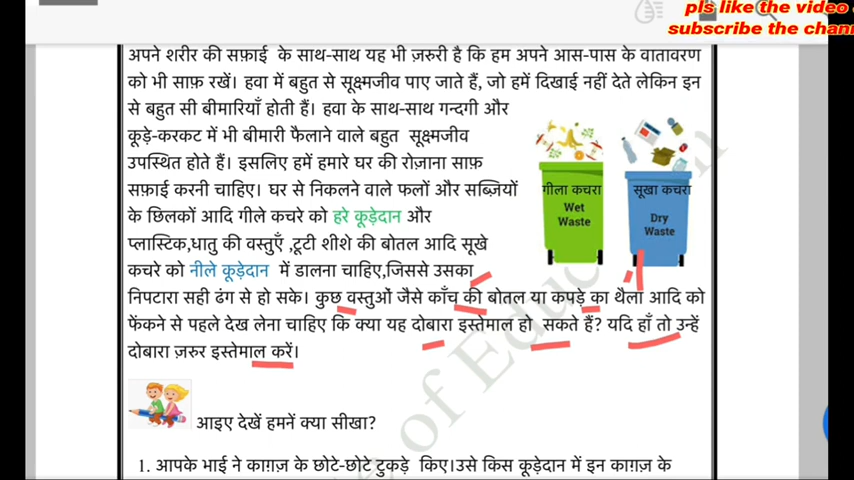 pls like the video
subscribe the chan
अपने शरीर की सफ़ाई के साथ-साथ यह भी ज़रुरी है कि हम अपने आस-पास के वातावरण
को भी साफ़ रखें। हवा में बहुत से सूक्ष्मजीव पाए जाते हैं, जो हमें दिखाई नहीं देते लेकिन इन
से बहुत सी बीमारियाँ होती हैं। हवा के साथ-साथ गन्दगी और
कूड़े-करकट में भी बीमारी फैलाने वाले बहुत सूक्ष्मजीव
उपस्थित होते हैं। इसलिए हमें हमारे घर की रोज़ाना साफ़
सफ़ाई करनी चाहिए। घर से निकलने वाले फलों और सब्ज़ियों
के छिलकों आदि गीले कचरे को हरे कूड़ेदान और
प्लास्टिक,धातु की वस्तुएँ ,टूटी शीशे की बोतल आदि सूखे
कचरे को नीले कूड़ेदान में डालना चाहिए,जिससे उसका
निपटारा सही ढंग से हो सके। कुछ वस्तुओं जैसे काँच की बोतल या कपड़े का थैला आदि को
फेंकने से पहले देख लेना चाहिए कि क्या यह दोबारा इस्तेमाल हो सकते हैं? यदि हाँ तो उन्हें
दोबारा ज़रुर इस्तेमाल करें।
गीला कचरा
Wet
Waste
सूखा कचरा
Dry
Waste
आइए देखें हमनें क्या सीखा?
1. आपके भाई ने काग़ज़ के छोटे-छोटे टुकड़े किए।उसे किस कूड़ेदान में इन काग़ज़ के
of Education